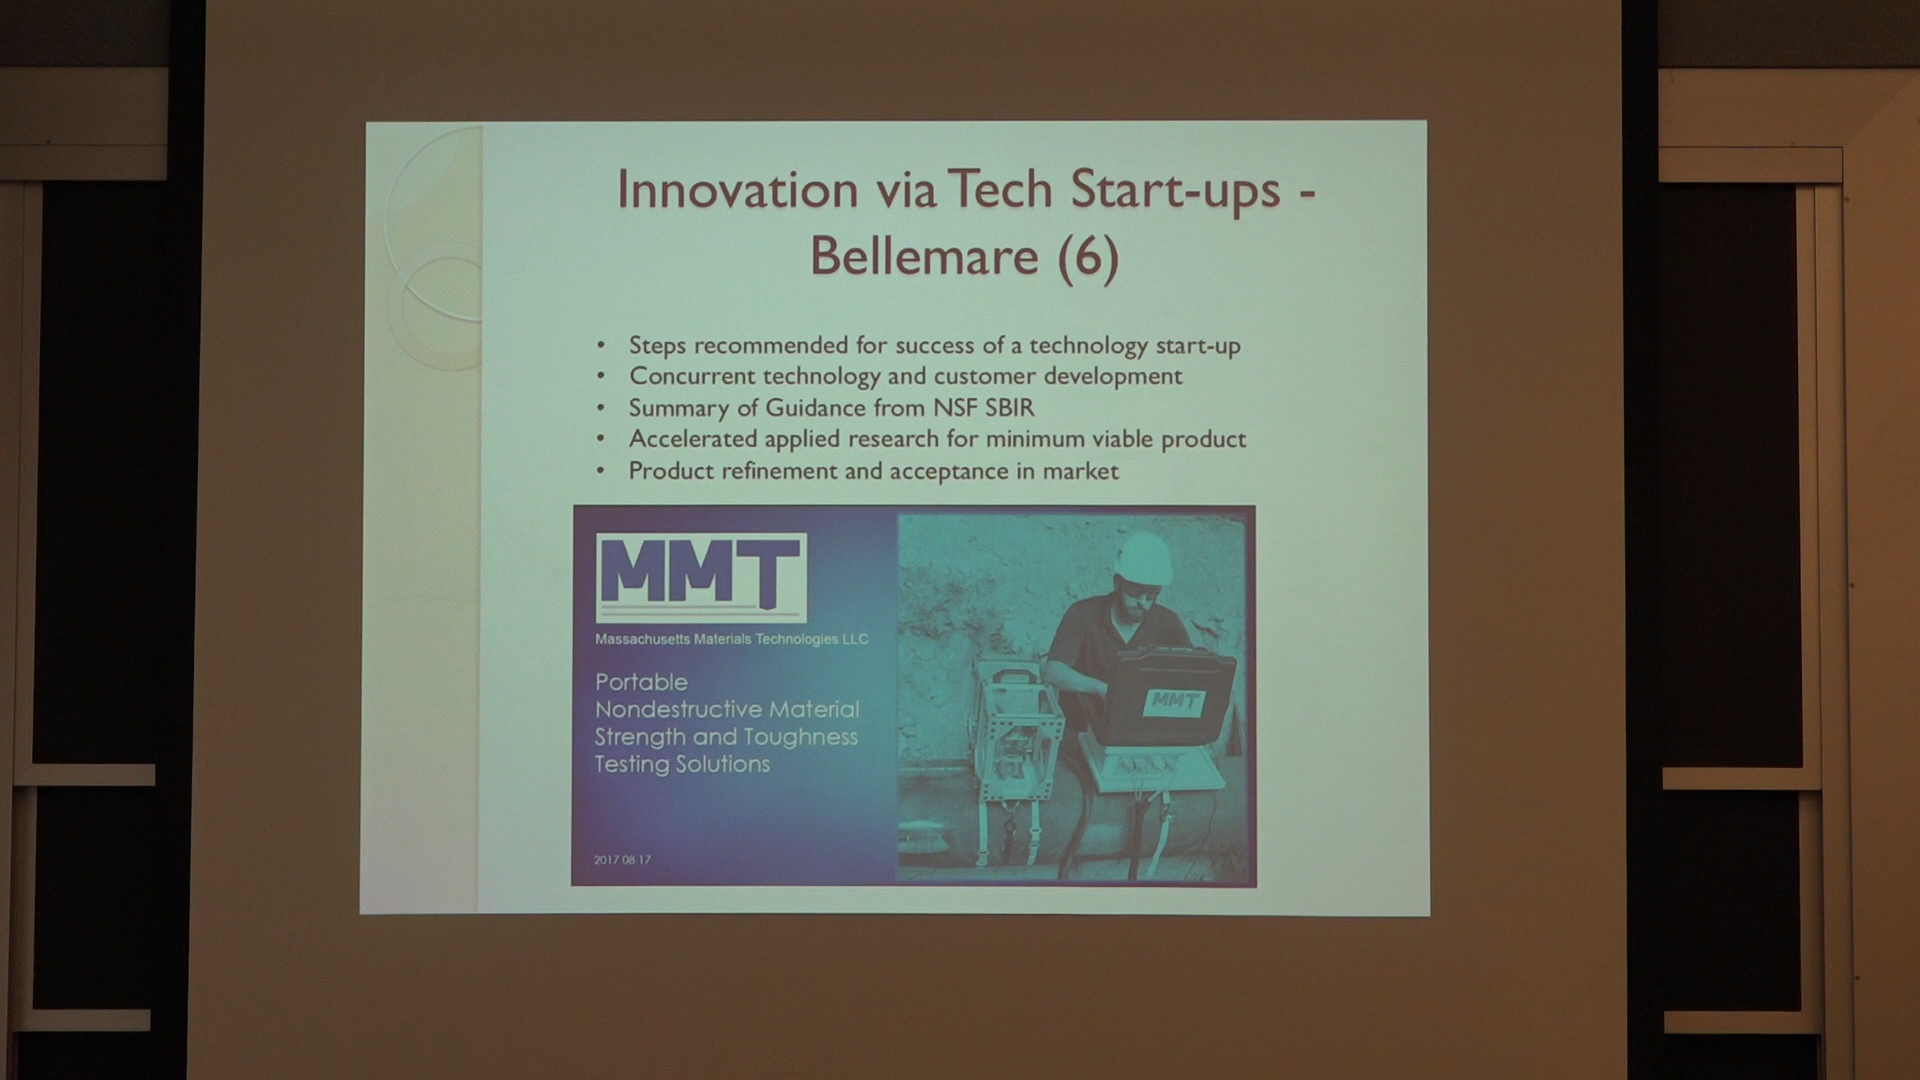 Innovation via Tech Start-ups -
Bellemare (6)
• Steps recommended for success of a technology start-up
• Concurrent technology and customer development
• Summary of Guidance from NSF SBIR
• Accelerated applied research for minimum viable product
• Product refinement and acceptance in market
MMT
Massachusetts Materials Technologies LLC
Portable
Nondestructive Material
Strength and Toughness
Testing Solutions
2017 08 17
MMT